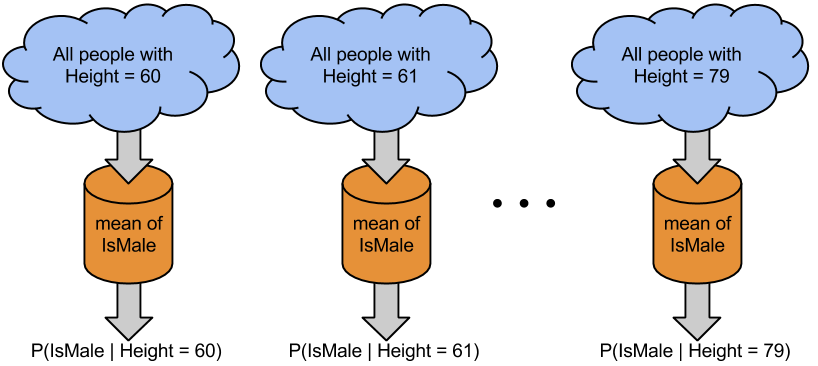 All people with
Height = 60
All people with
Height = 61
All people with
Height = 79
mean of
IsMale
mean of
IsMale
mean of
IsMale
P(IsMale | Height = 60)
P(IsMale | Height = 61)
P(IsMale | Height = 79)